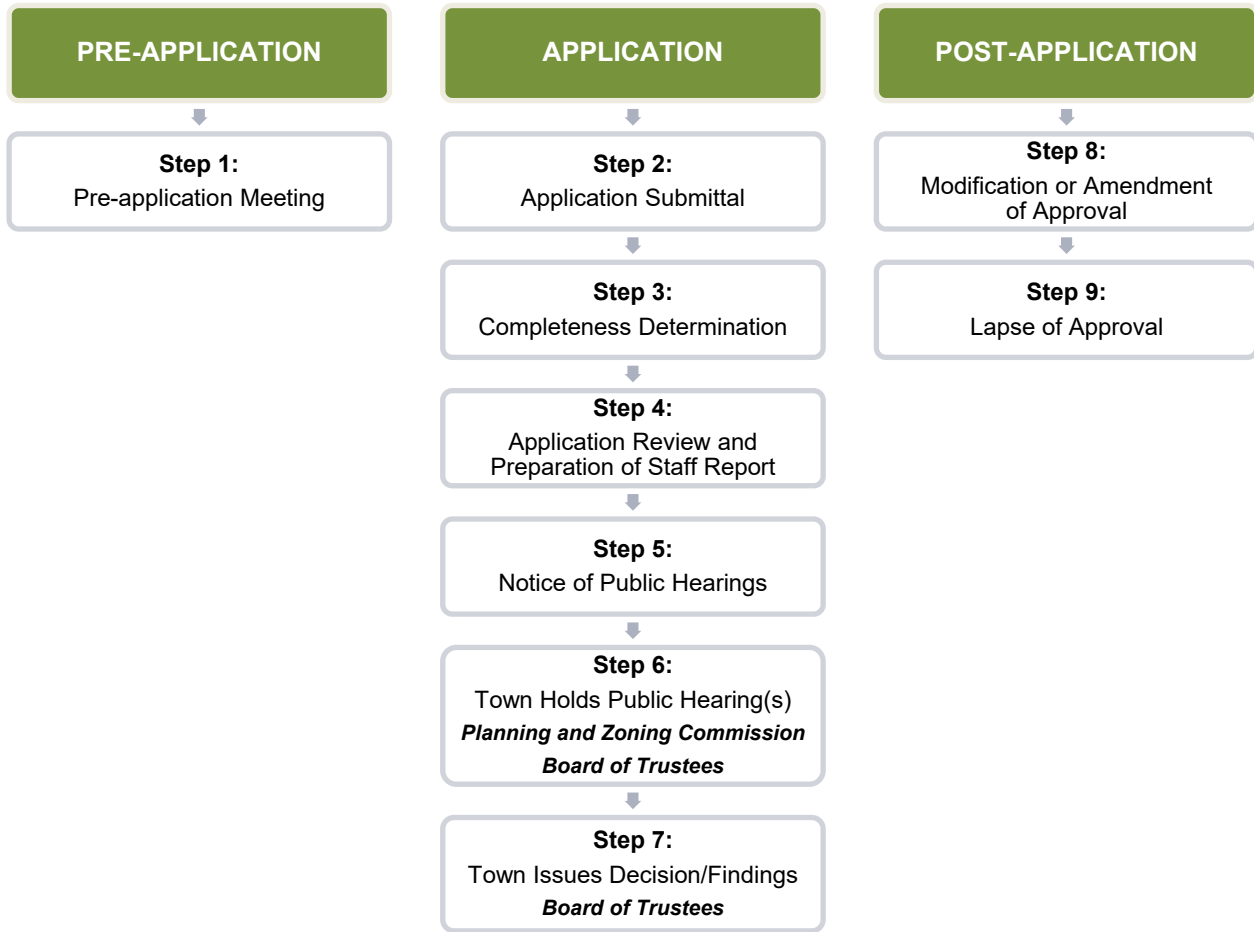 PRE-APPLICATION
Step 1:
Pre-application Meeting
APPLICATION
Step 2:
Application Submittal
Step 3:
Completeness Determination
Step 4:
Application Review and
Preparation of Staff Report
Step 5:
Notice of Public Hearings
Step 6:
Town Holds Public Hearing(s)
Planning and Zoning Commission
Board of Trustees
Step 7:
Town Issues Decision/Findings
Board of Trustees
POST-APPLICATION
Step 8:
Modification or Amendment
of Approval
Step 9:
Lapse of Approval